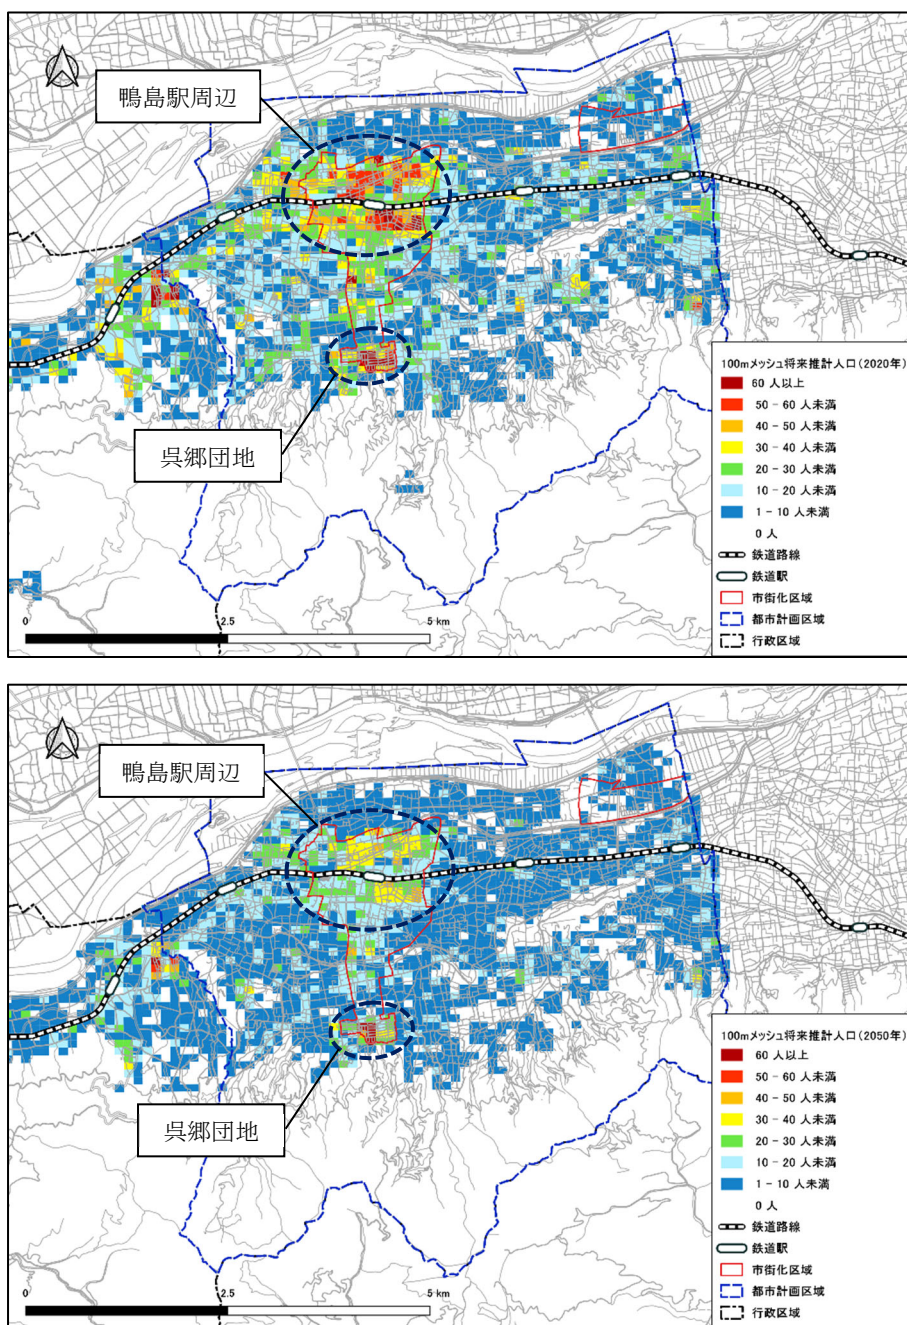 鴨島駅周辺
呉郷団地
100mメッシュ将来推計人口(2020年)
60 人以上
50 - 60 人未満
40 - 50 人未満
30 - 40 人未満
20 - 30 人未満
10 - 20 人未満
1 - 10 人未満
0 人
鉄道路線
鉄道駅
市街化区域
都市計画区域
行政区域
0 2.5 5 km
鴨島駅周辺
呉郷団地
100mメッシュ将来推計人口(2050年)
60 人以上
50 - 60 人未満
40 - 50 人未満
30 - 40 人未満
20 - 30 人未満
10 - 20 人未満
1 - 10 人未満
0 人
鉄道路線
鉄道駅
市街化区域
都市計画区域
行政区域
0 2.5 5 km